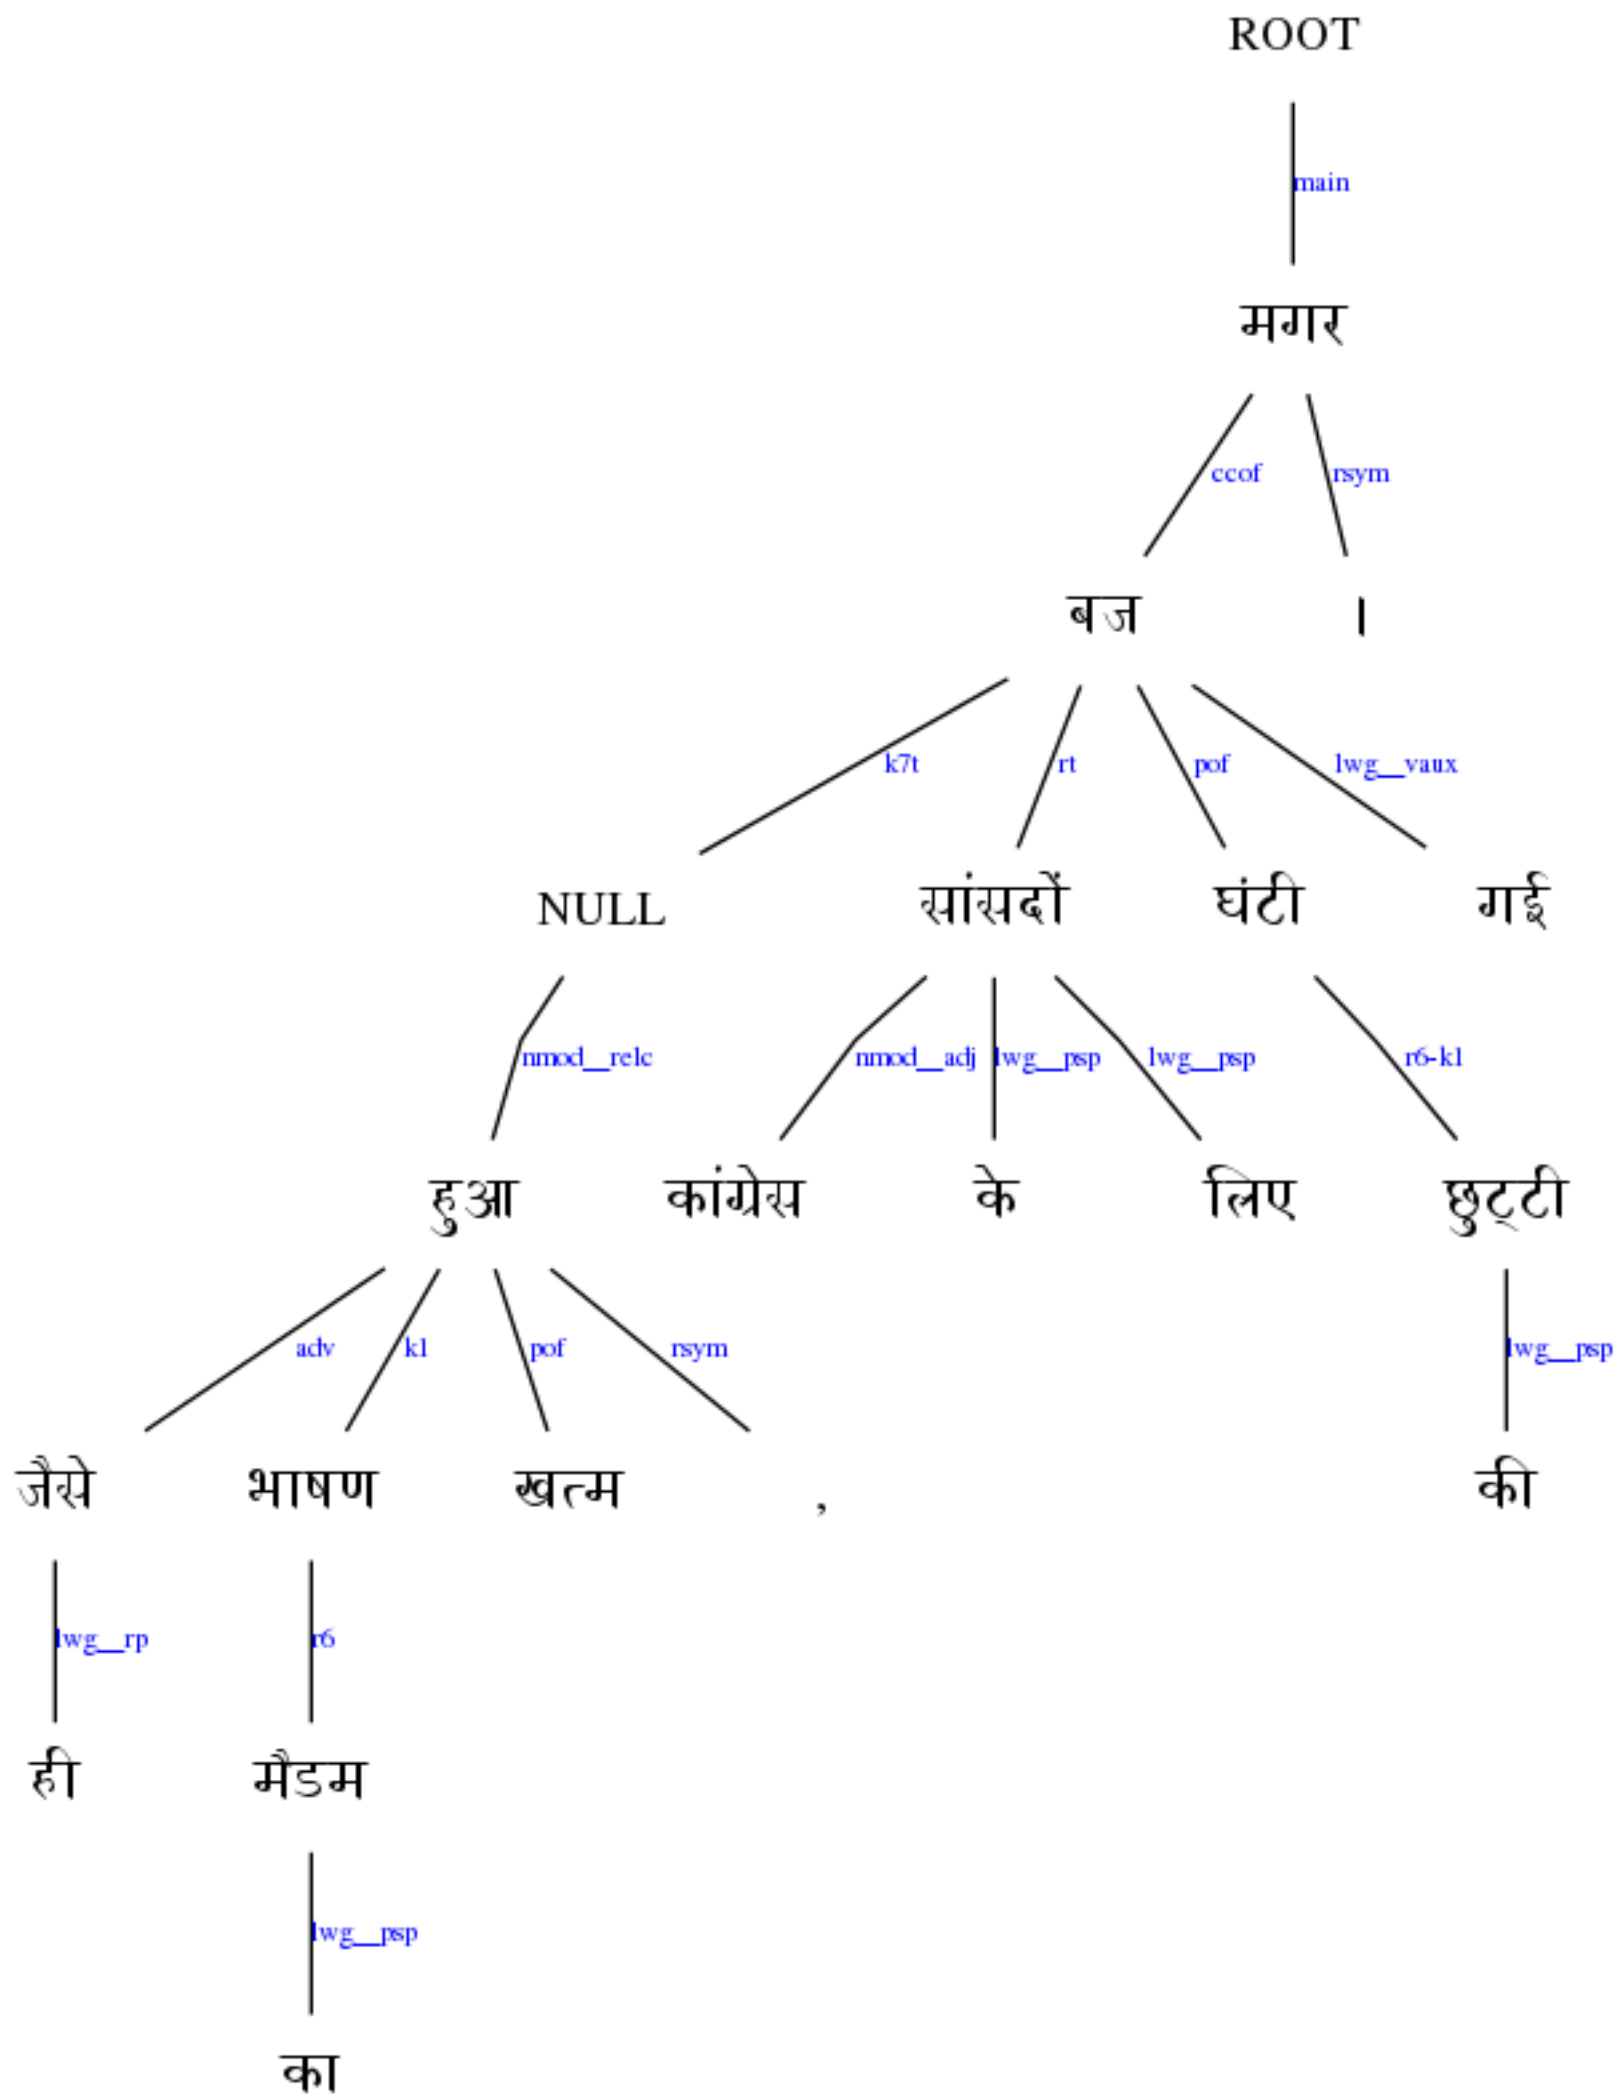 ROOT
main
मगर
ccof rsym
बज ।
k7t rt pof lwg__vaux
NULL सांसदों घंटी गई
nmod__relc nmod__adj lwg__psp lwg__psp r6-k1
हुआ कांग्रेस के लिए छुट्टी
adv k1 pof rsym lwg__psp
जैसे भाषण खत्म , की
lwg__rp r6
ही मैडम
lwg__psp
का